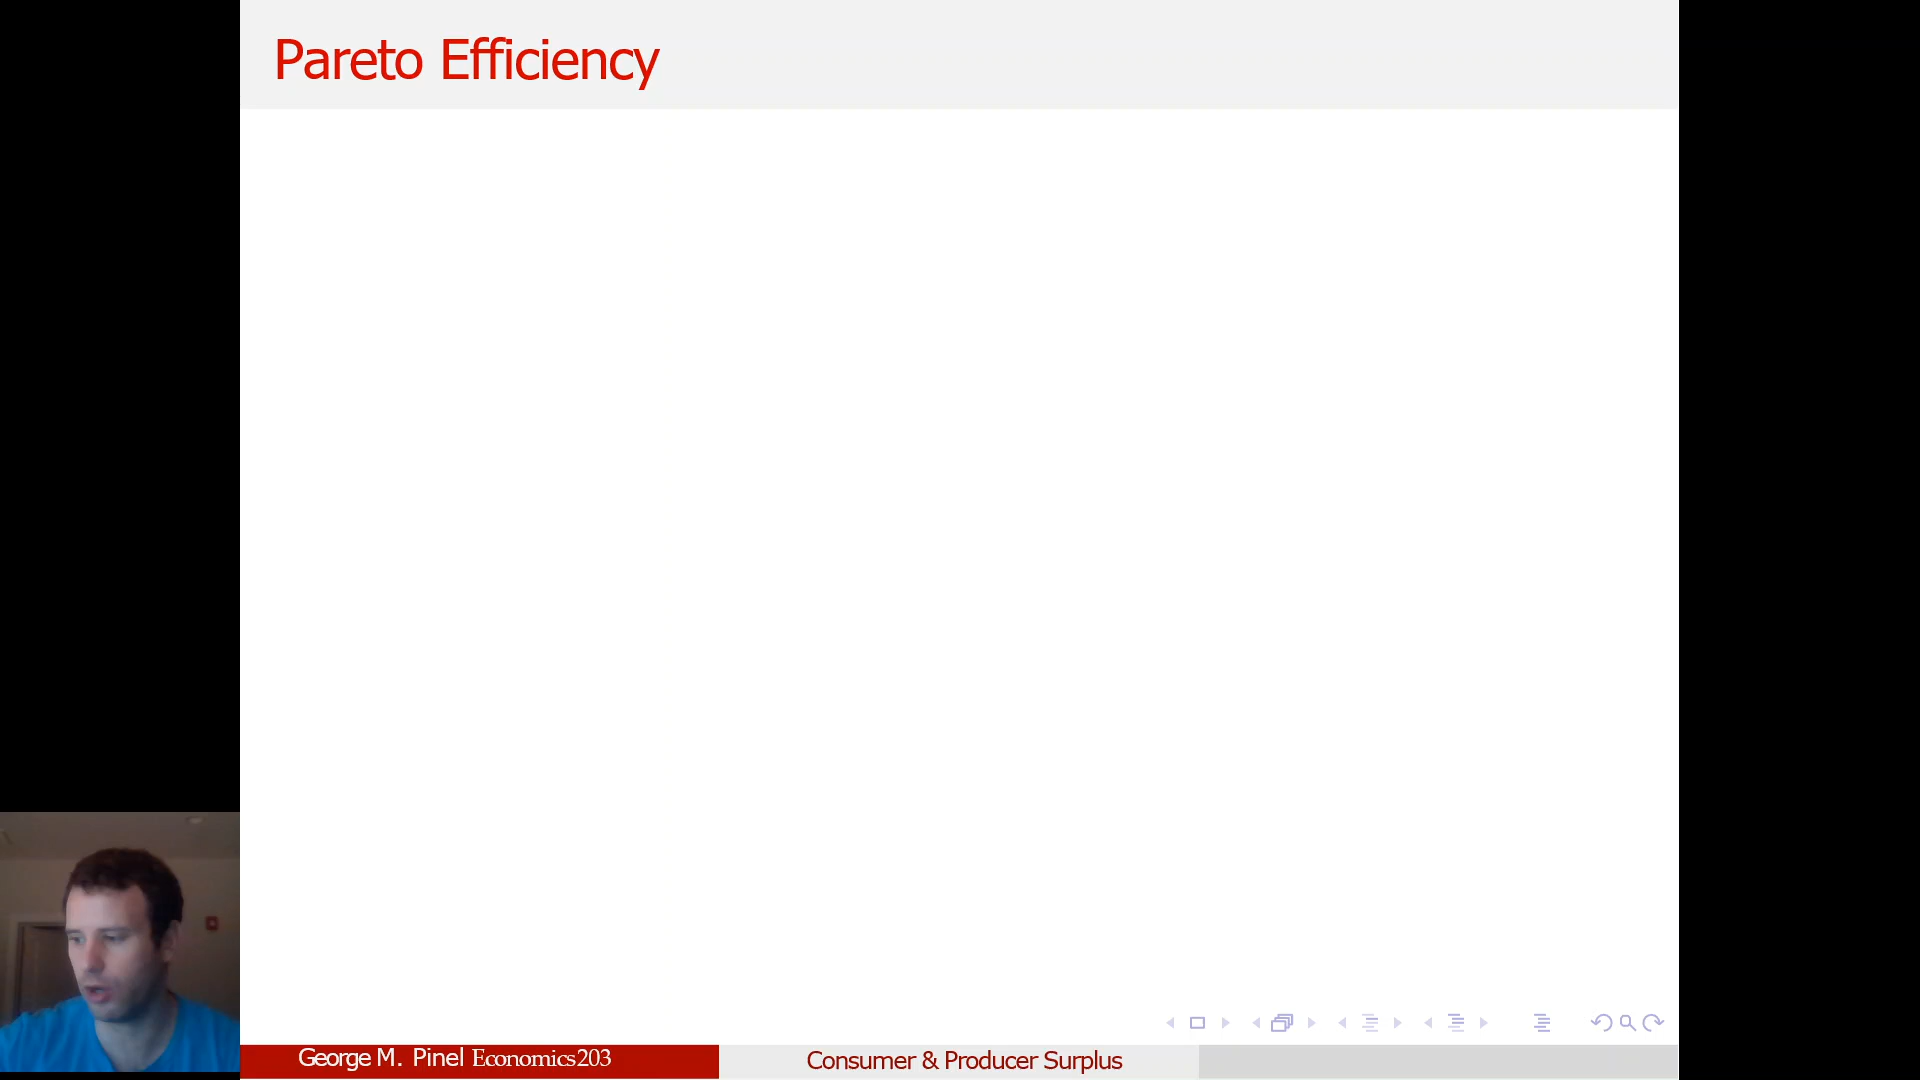 Pareto Efficiency
George M. Pinel Economics203
Consumer & Producer Surplus